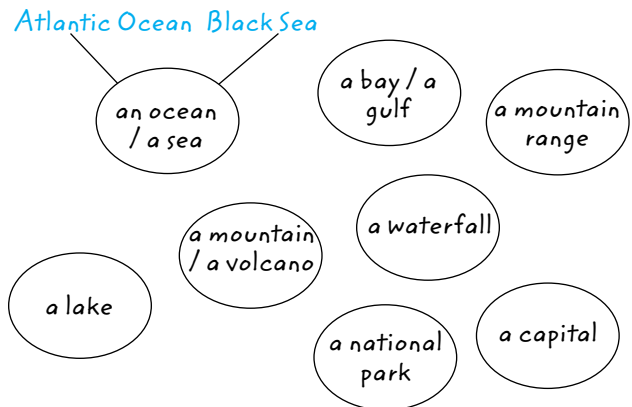 Atlantic Ocean Black Sea
an ocean
/ a sea
a bay / a
gulf
a mountain
range
a mountain
/ a volcano
a waterfall
a lake
a national
park
a capital